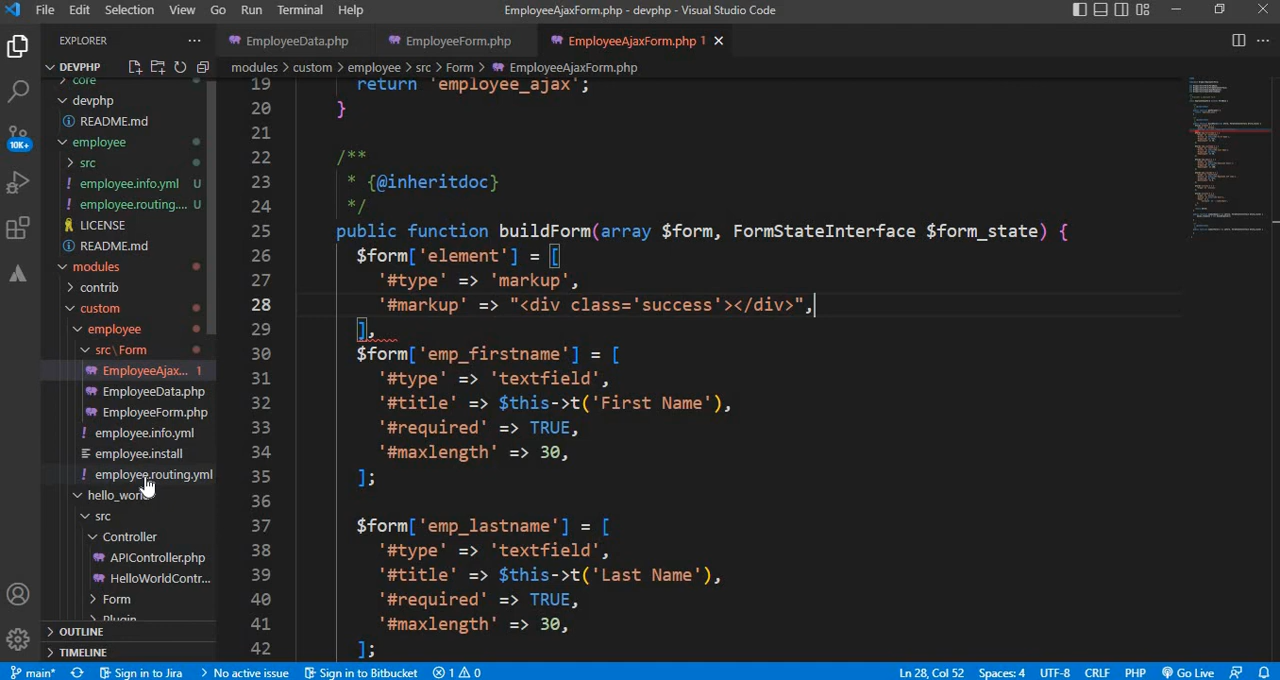 File Edit Selection View Go Run Terminal Help EmployeeAjaxForm.php - devphp - Visual Studio Code
EXPLORER ··· EmployeeData.php EmployeeForm.php EmployeeAjaxForm.php 1
DEVPHP modules > custom > employee > src > Form > EmployeeAjaxForm.php
core
devphp
README.md
employee
src
employee.info.yml U
employee.routing.... U
LICENSE
README.md
modules
contrib
custom
employee
src\Form
EmployeeAjax... 1
EmployeeData.php
EmployeeForm.php
employee.info.yml
employee.install
employee.routing.yml
src
Controller
APIController.php
HelloWorldContr...
Form
OUTLINE
TIMELINE
10K+
19 return 'employee_ajax';
20 }
21
22 /**
23 * {@inheritdoc}
24 */
25 public function buildForm(array $form, FormStateInterface $form_state) {
26 $form['element'] = [
27 '#type' => 'markup',
28 '#markup' => "<div class='success'></div>",
29 ],
30 $form['emp_firstname'] = [
31 '#type' => 'textfield',
32 '#title' => $this->t('First Name'),
33 '#required' => TRUE,
34 '#maxlength' => 30,
35 ];
36
37 $form['emp_lastname'] = [
38 '#type' => 'textfield',
39 '#title' => $this->t('Last Name'),
40 '#required' => TRUE,
41 '#maxlength' => 30,
42 ];
main* Sign in to Jira No active issue Sign in to Bitbucket 1 0 Ln 28, Col 52 Spaces: 4 UTF-8 CRLF PHP Go Live